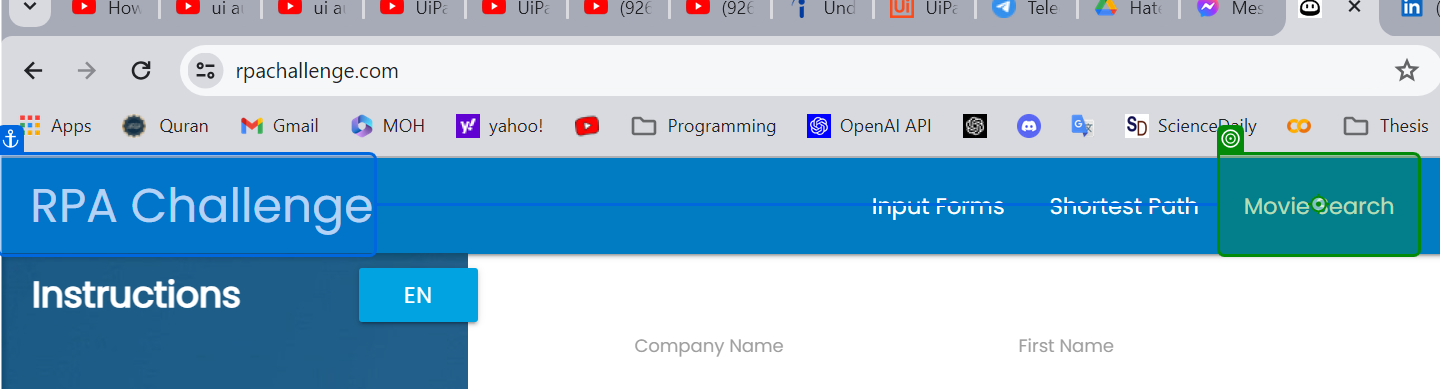 How ui au ui au UiPa UiPa (926 (926 Und UiPa Tele Hate Mes
rpachallenge.com
Apps Quran Gmail MOH yahoo! Programming OpenAI API ScienceDaily Thesis
RPA Challenge Input Forms Shortest Path Movie Search
Instructions EN
Company Name First Name